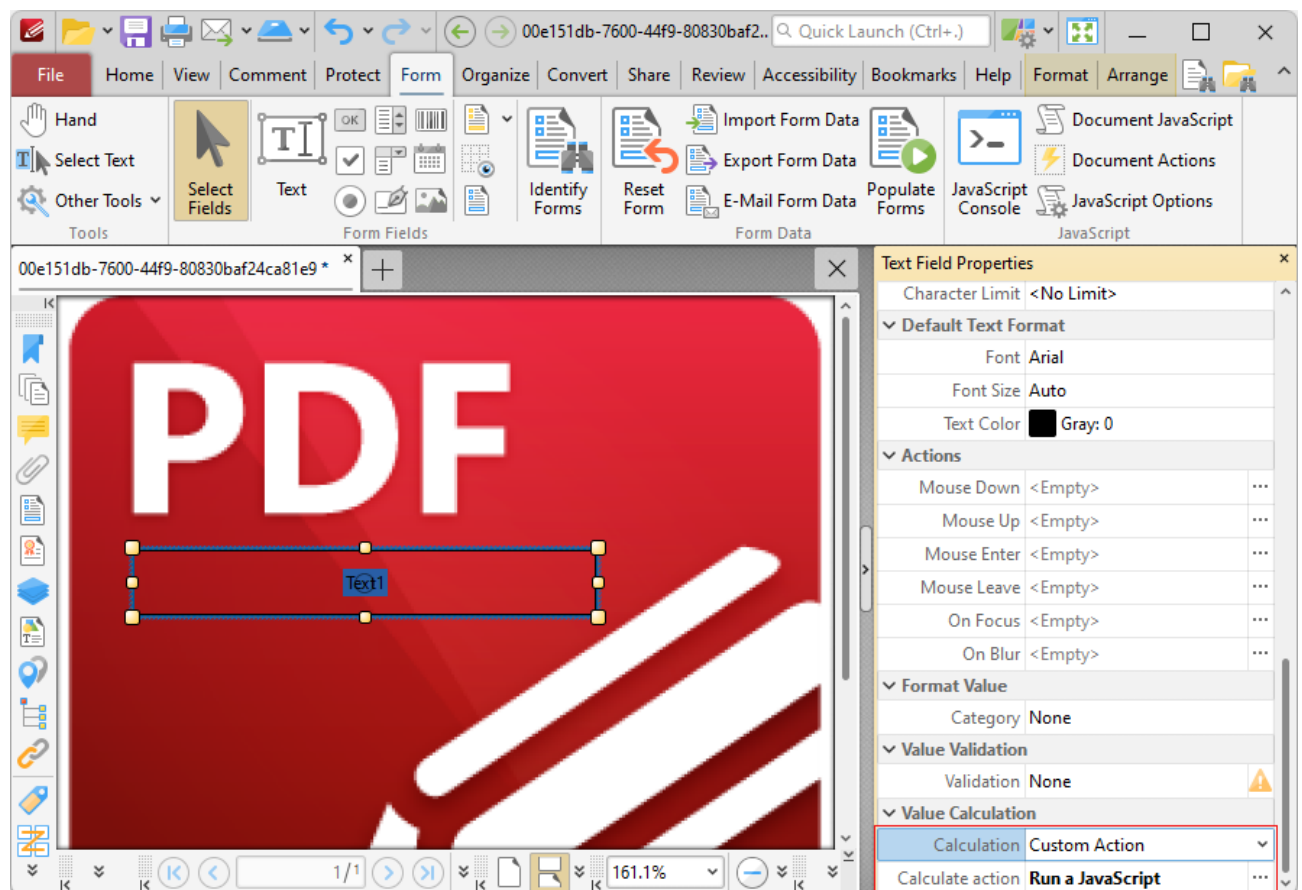 00e151db-7600-44f9-80830baf2..
Quick Launch (Ctrl+.)
File Home View Comment Protect Form Organize Convert Share Review Accessibility Bookmarks Help Format Arrange
Hand
Select Text
Other Tools
Tools
Select Fields
Text
OK
Form Fields
Identify Forms
Reset Form
Import Form Data
Export Form Data
E-Mail Form Data
Populate Forms
Form Data
JavaScript Console
Document JavaScript
Document Actions
JavaScript Options
JavaScript
00e151db-7600-44f9-80830baf24ca81e9 *
PDF
Text1
1/1
161.1%
Text Field Properties
Character Limit <No Limit>
Default Text Format
Font Arial
Font Size Auto
Text Color Gray: 0
Actions
Mouse Down <Empty>
Mouse Up <Empty>
Mouse Enter <Empty>
Mouse Leave <Empty>
On Focus <Empty>
On Blur <Empty>
Format Value
Category None
Value Validation
Validation None
Value Calculation
Calculation Custom Action
Calculate action Run a JavaScript